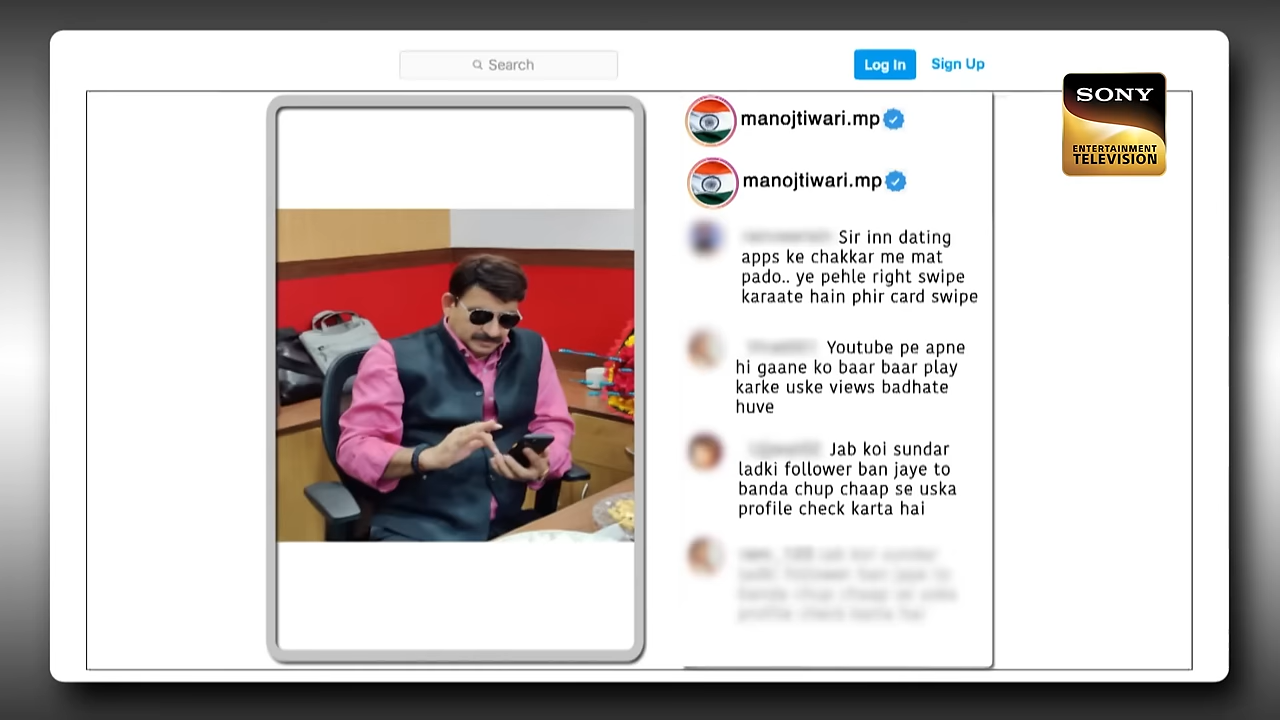 Search
Log In
Sign Up
SONY
ENTERTAINMENT
TELEVISION
manojtiwari.mp
manojtiwari.mp
Sir inn dating
apps ke chakkar me mat
pado.. ye pehle right swipe
karaate hain phir card swipe
Youtube pe apne
hi gaane ko baar baar play
karke uske views badhate
huve
Jab koi sundar
ladki follower ban jaye to
banda chup chaap se uska
profile check karta hai